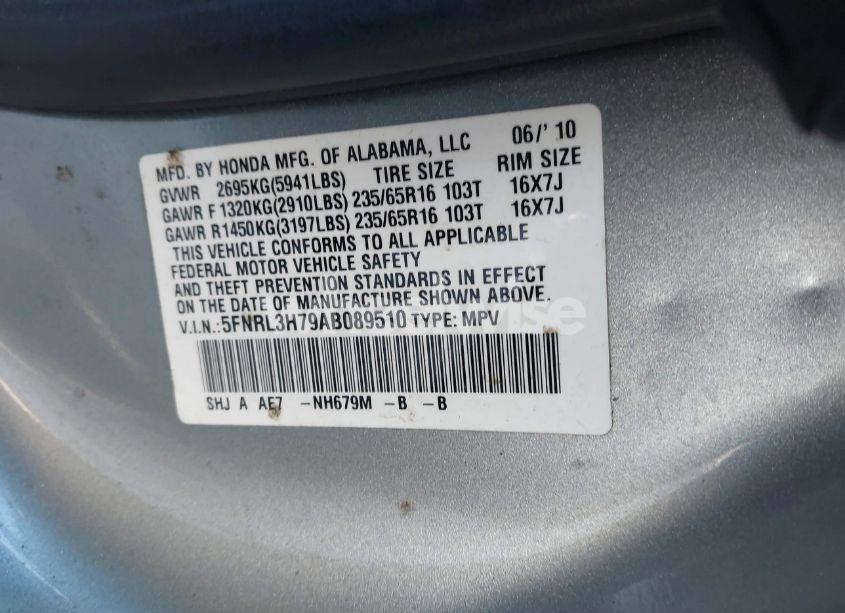 MFD. BY HONDA MFG. OF ALABAMA, LLC 06/' 10
GVWR 2695KG(5941LBS) TIRE SIZE RIM SIZE
GAWR F 1320KG(2910LBS) 235/65R16 103T 16X7J
GAWR R1450KG(3197LBS) 235/65R16 103T 16X7J
THIS VEHICLE CONFORMS TO ALL APPLICABLE
FEDERAL MOTOR VEHICLE SAFETY
AND THEFT PREVENTION STANDARDS IN EFFECT
ON THE DATE OF MANUFACTURE SHOWN ABOVE.
V.I.N.:5FNRL3H79AB089510 TYPE: MPV
SHJ A AE7 -NH679M -B -B